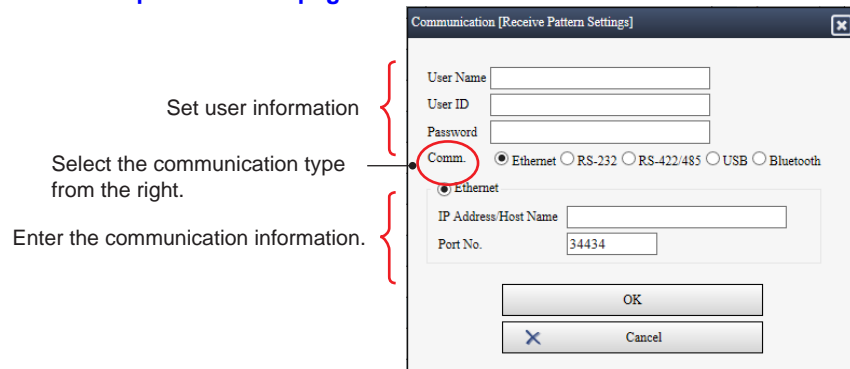 Communication [Receive Pattern Settings]
User Name
User ID
Set user information
Password
Select the communication type
from the right.
Comm. Ethernet RS-232 RS-422/485 USB Bluetooth
Ethernet
IP Address/Host Name
Enter the communication information.
Port No. 34434
OK
Cancel